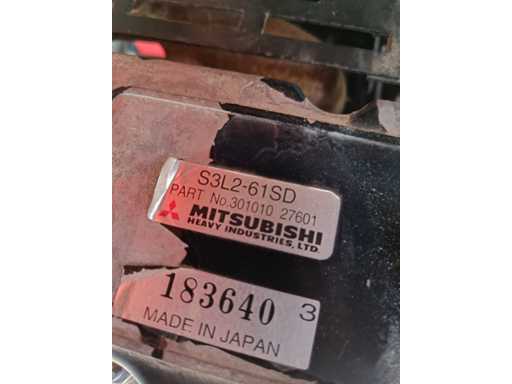 S3L2-61SD
PART No.301010 27601
MITSUBISHI
HEAVY INDUSTRIES, LTD.
183640 3
MADE IN JAPAN